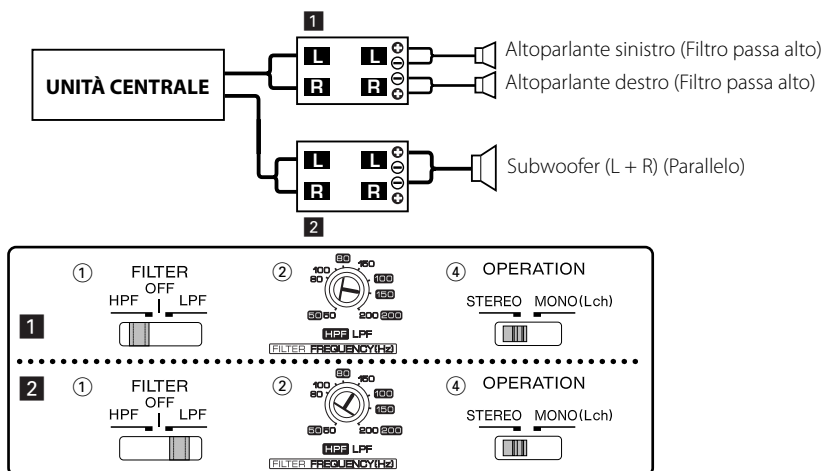 1
UNITÀ CENTRALE
L L ⊕ ⊖
R R ⊖ ⊕
Altoparlante sinistro (Filtro passa alto)
Altoparlante destro (Filtro passa alto)
L L ⊕ ⊖
R R ⊖ ⊕
Subwoofer (L + R) (Parallelo)
2
1
① FILTER
OFF
HPF LPF
② 80 150
100 100
80 150
50 50 200 200
HPF LPF
FILTER FREQUENCY(Hz)
④ OPERATION
STEREO MONO(Lch)
2
① FILTER
OFF
HPF LPF
② 80 150
100 100
80 150
50 50 200 200
HPF LPF
FILTER FREQUENCY(Hz)
④ OPERATION
STEREO MONO(Lch)